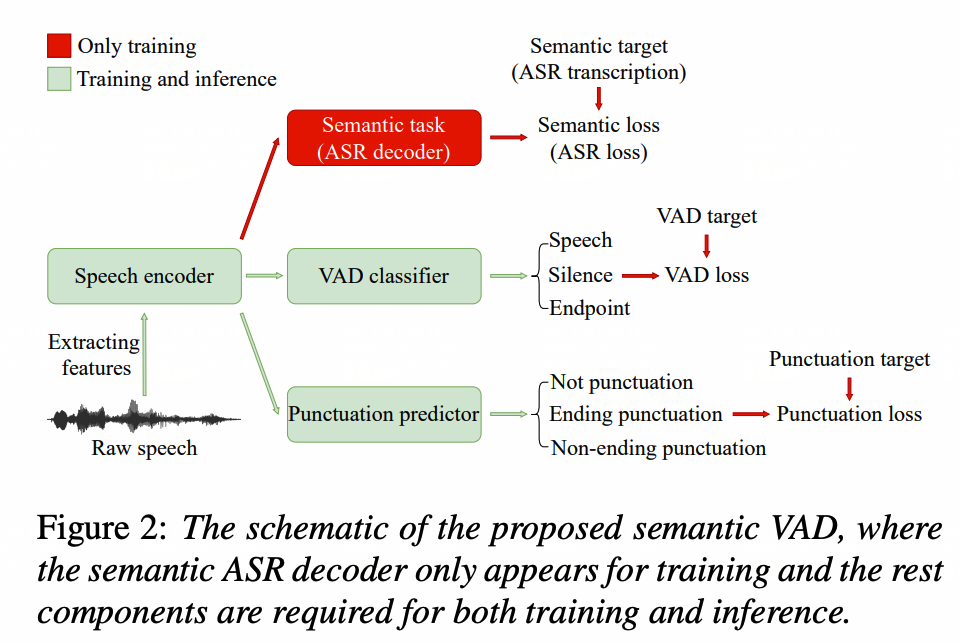 Only training
Training and inference
Semantic target
(ASR transcription)
Semantic task
(ASR decoder)
Semantic loss
(ASR loss)
VAD target
Speech encoder
VAD classifier
Speech
Silence
Endpoint
VAD loss
Extracting
features
Raw speech
Punctuation predictor
Not punctuation
Ending punctuation
Non-ending punctuation
Punctuation target
Punctuation loss
Figure 2: The schematic of the proposed semantic VAD, where
the semantic ASR decoder only appears for training and the rest
components are required for both training and inference.